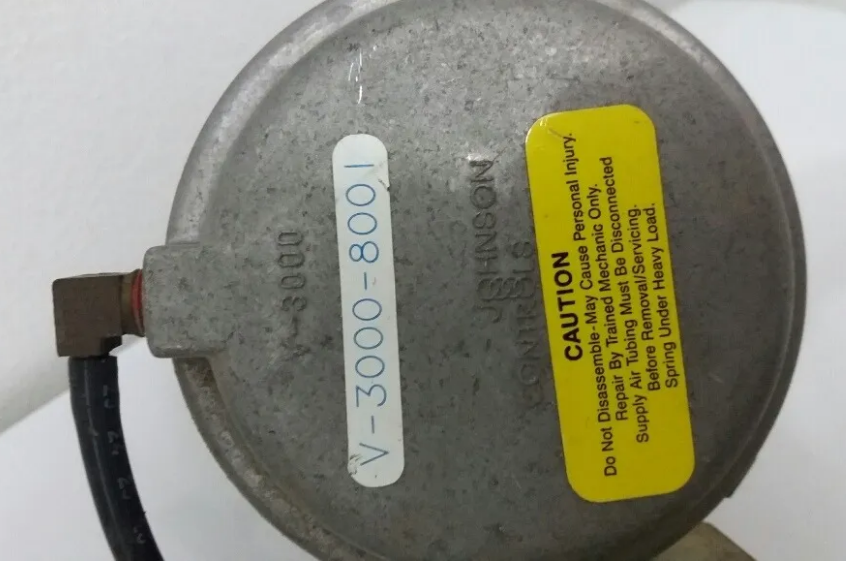 V-3000
V-3000-8001
JOHNSON
CONTROLS
CAUTION
Do Not Disassemble-May Cause Personal Injury.
Repair By Trained Mechanic Only.
Supply Air Tubing Must Be Disconnected
Before Removal/Servicing.
Spring Under Heavy Load.